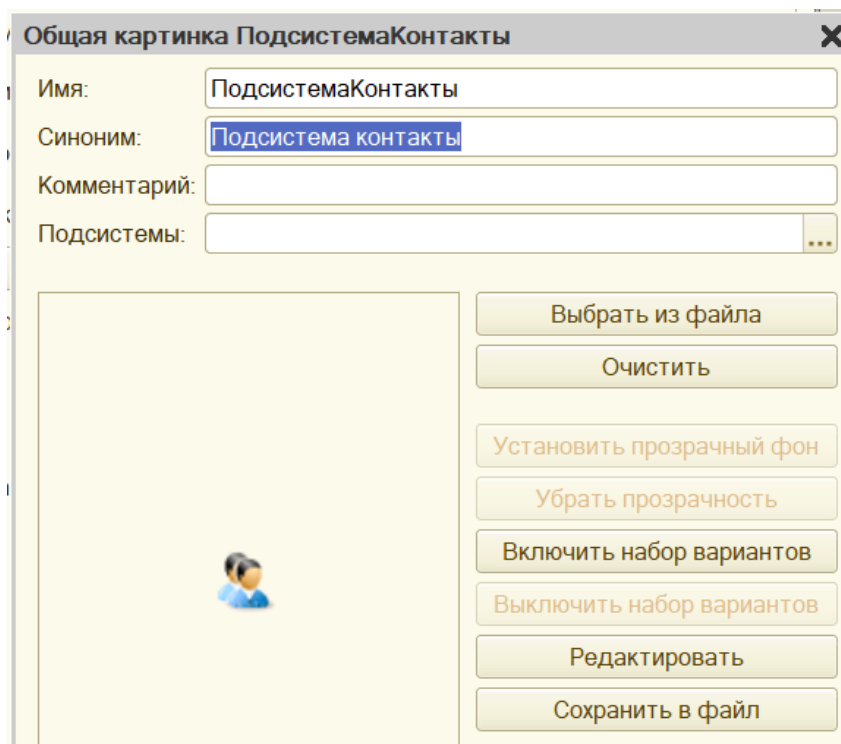 Общая картинка ПодсистемаКонтакты
Имя: ПодсистемаКонтакты
Синоним: Подсистема контакты
Комментарий:
Подсистемы: ...
Выбрать из файла
Очистить
Установить прозрачный фон
Убрать прозрачность
Включить набор вариантов
Выключить набор вариантов
Редактировать
Сохранить в файл